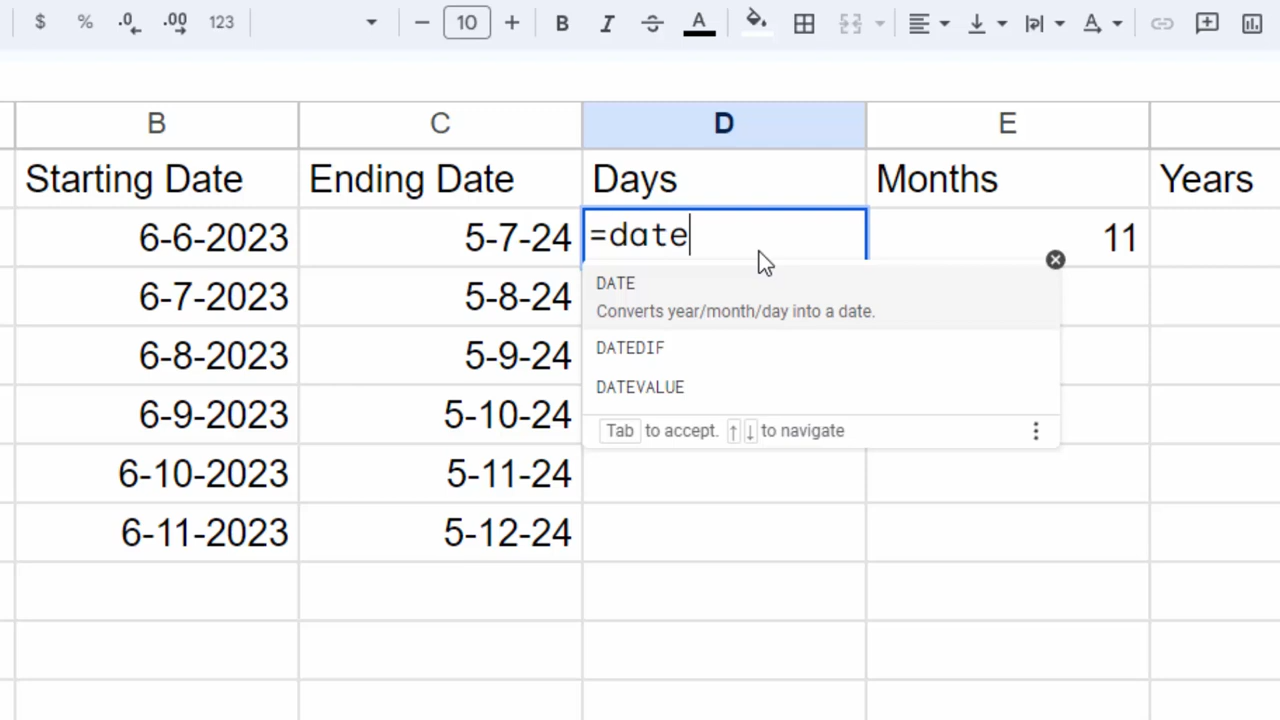 $ % .0 .00 123 10 B I A A
B C D E
Starting Date Ending Date Days Months Years
6-6-2023 5-7-24 =date 11
DATE
Converts year/month/day into a date.
6-7-2023 5-8-24
6-8-2023 5-9-24 DATEDIF
DATEVALUE
6-9-2023 5-10-24
Tab to accept. ↑ ↓ to navigate
6-10-2023 5-11-24
6-11-2023 5-12-24